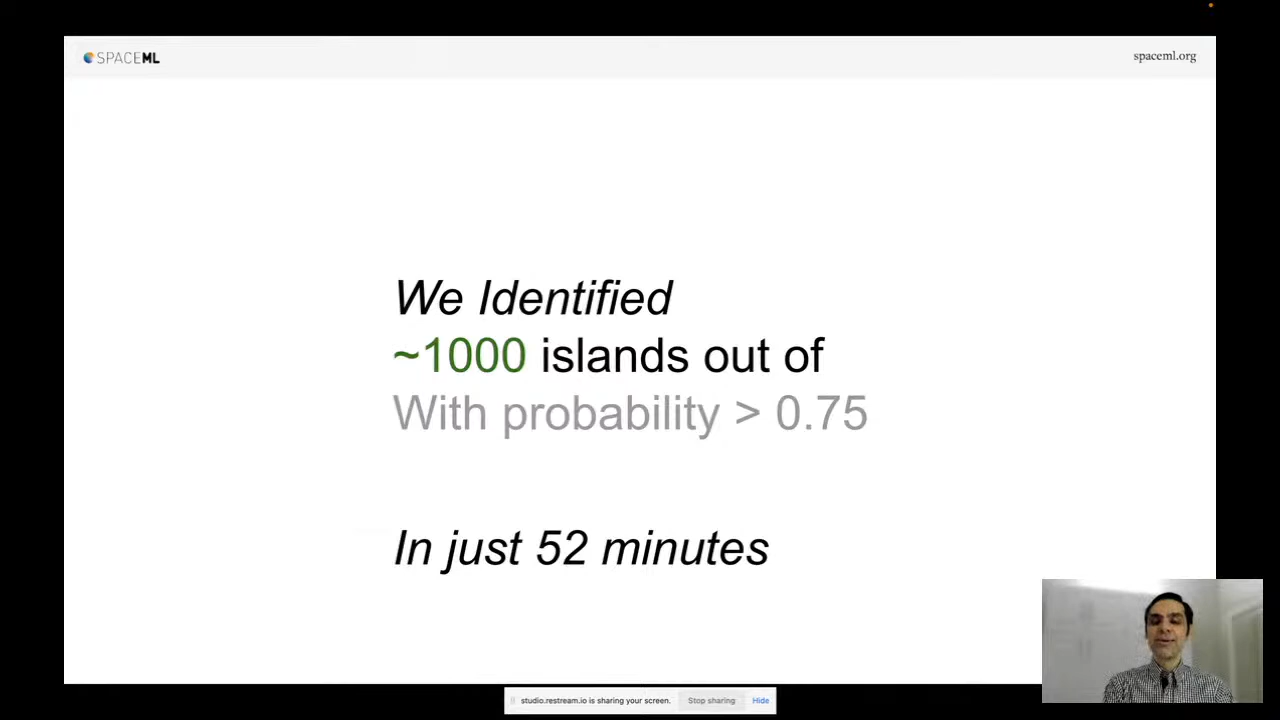 SPACEML
spaceml.org
We Identified
~1000 islands out of
With probability > 0.75
In just 52 minutes
studio.restream.io is sharing your screen.
Stop sharing
Hide